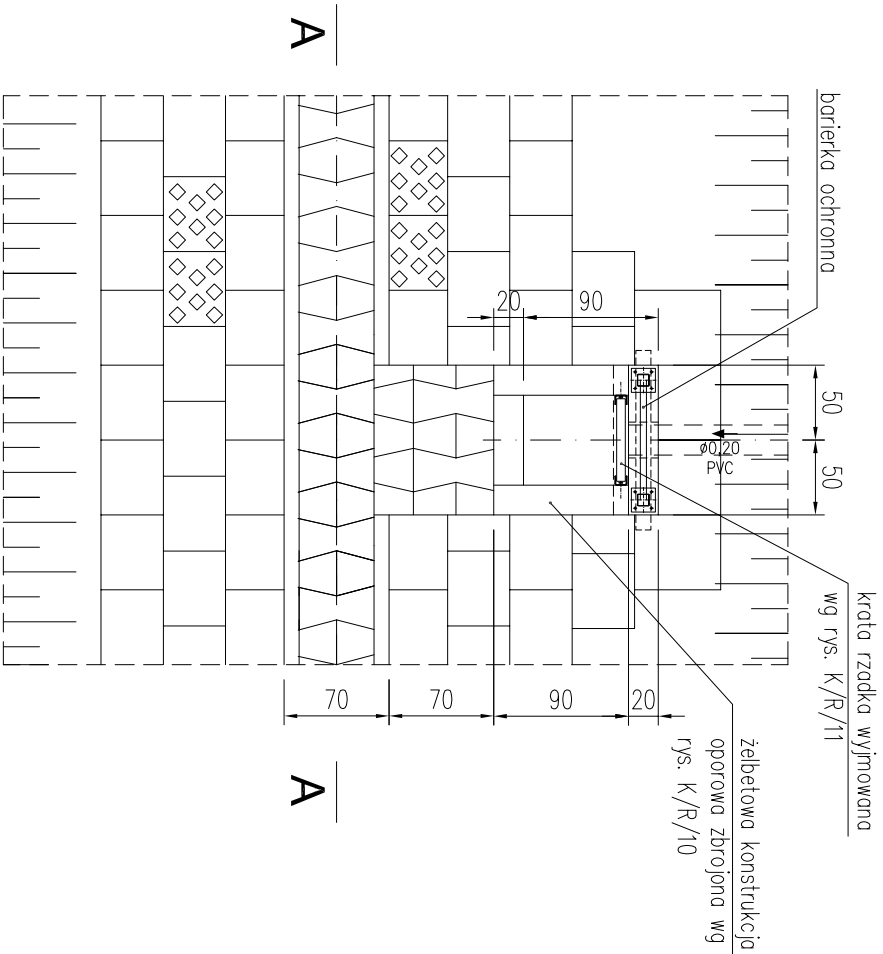 A
barierka ochronna
20
90
50
50
ø0,20
PVC
krata rzadka wyjmowana
wg rys. K/R/11
70
70
90
20
żelbetowa konstrukcja
oporowa zbrojona wg
rys. K/R/10
A